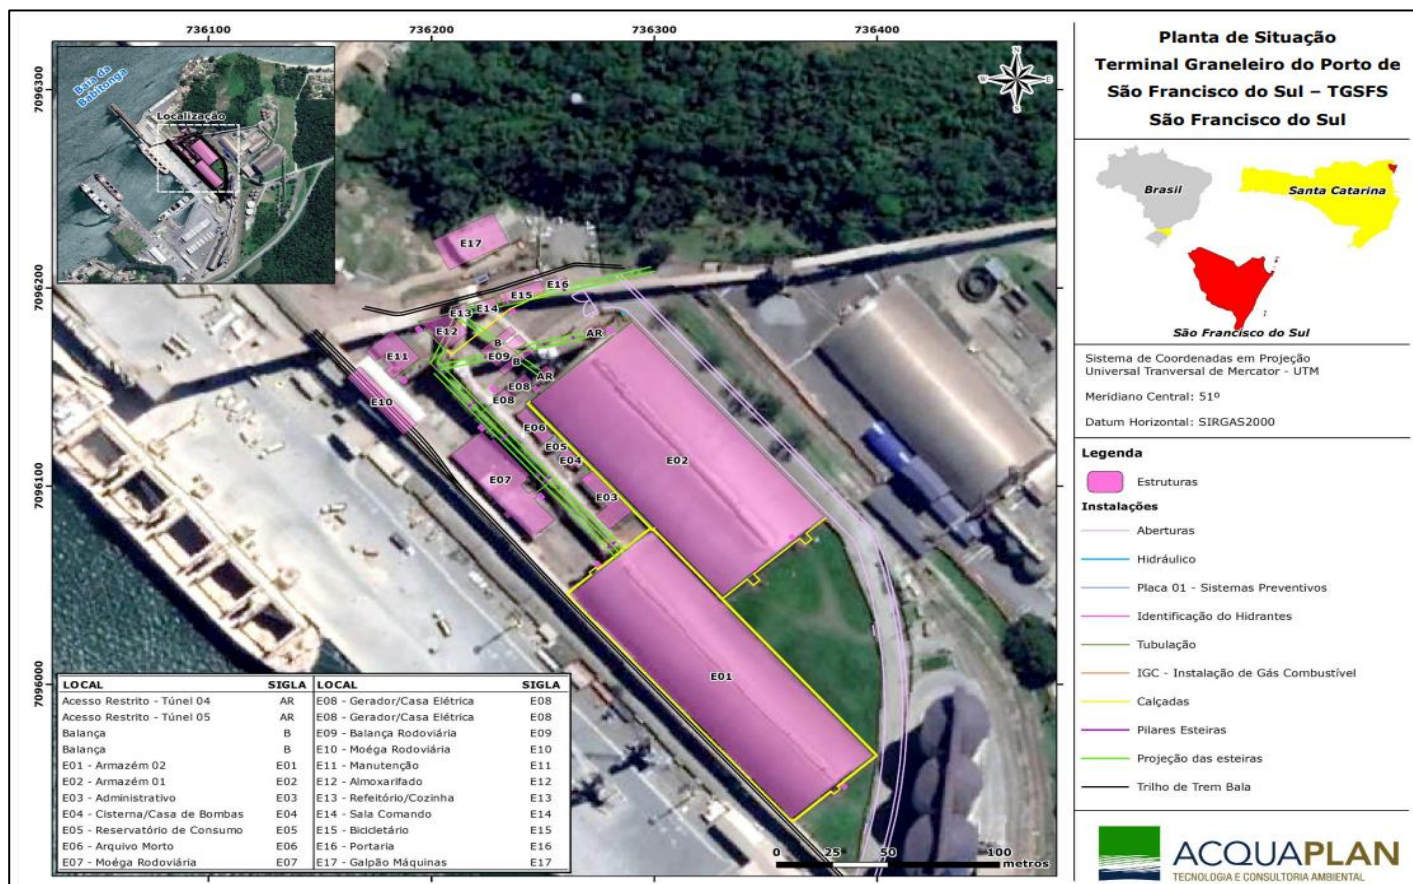 736100
736200
736300
736400
7096300
7096200
7096100
7096000
Baia da
Babitonga
Localização
N
W
E
S
E17
E16
E15
E14
E13
E12
B
AR
E11
E09
B
AR
E08
E10
E08
E06
E05
E04
E02
E07
E03
E01
LOCAL SIGLA LOCAL SIGLA
Acesso Restrito - Túnel 04 AR E08 - Gerador/Casa Elétrica E08
Acesso Restrito - Túnel 05 AR E08 - Gerador/Casa Elétrica E08
Balança B E09 - Balança Rodoviária E09
Balança B E10 - Moéga Rodoviária E10
E01 - Armazém 02 E01 E11 - Manutenção E11
E02 - Armazém 01 E02 E12 - Almoxarifado E12
E03 - Administrativo E03 E13 - Refeitório/Cozinha E13
E04 - Cisterna/Casa de Bombas E04 E14 - Sala Comando E14
E05 - Reservatório de Consumo E05 E15 - Bicicletário E15
E06 - Arquivo Morto E06 E16 - Portaria E16
E07 - Moéga Rodoviária E07 E17 - Galpão Máquinas E17
0 25 50 100
metros
Planta de Situação
Terminal Graneleiro do Porto de
São Francisco do Sul – TGSFS
São Francisco do Sul
Brasil
Santa Catarina
São Francisco do Sul
Sistema de Coordenadas em Projeção
Universal Tranversal de Mercator - UTM
Meridiano Central: 51º
Datum Horizontal: SIRGAS2000
Legenda
Estruturas
Instalações
Aberturas
Hidráulico
Placa 01 - Sistemas Preventivos
Identificação do Hidrantes
Tubulação
IGC - Instalação de Gás Combustível
Calçadas
Pilares Esteiras
Projeção das esteiras
Trilho de Trem Bala
ACQUAPLAN
TECNOLOGIA E CONSULTORIA AMBIENTAL